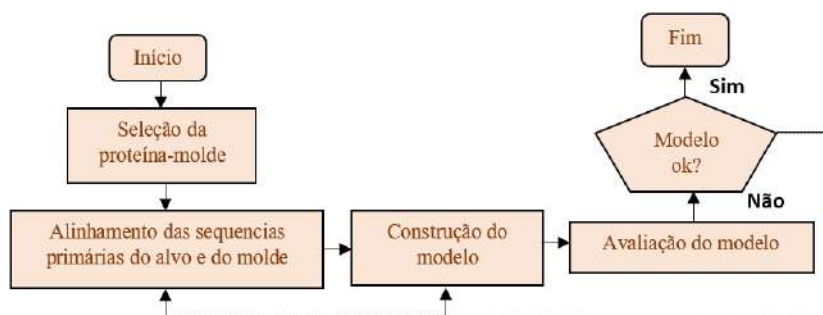 Início
Seleção da
proteína-molde
Alinhamento das sequencias
primárias do alvo e do molde
Construção do
modelo
Avaliação do modelo
Modelo
ok?
Não
Sim
Fim